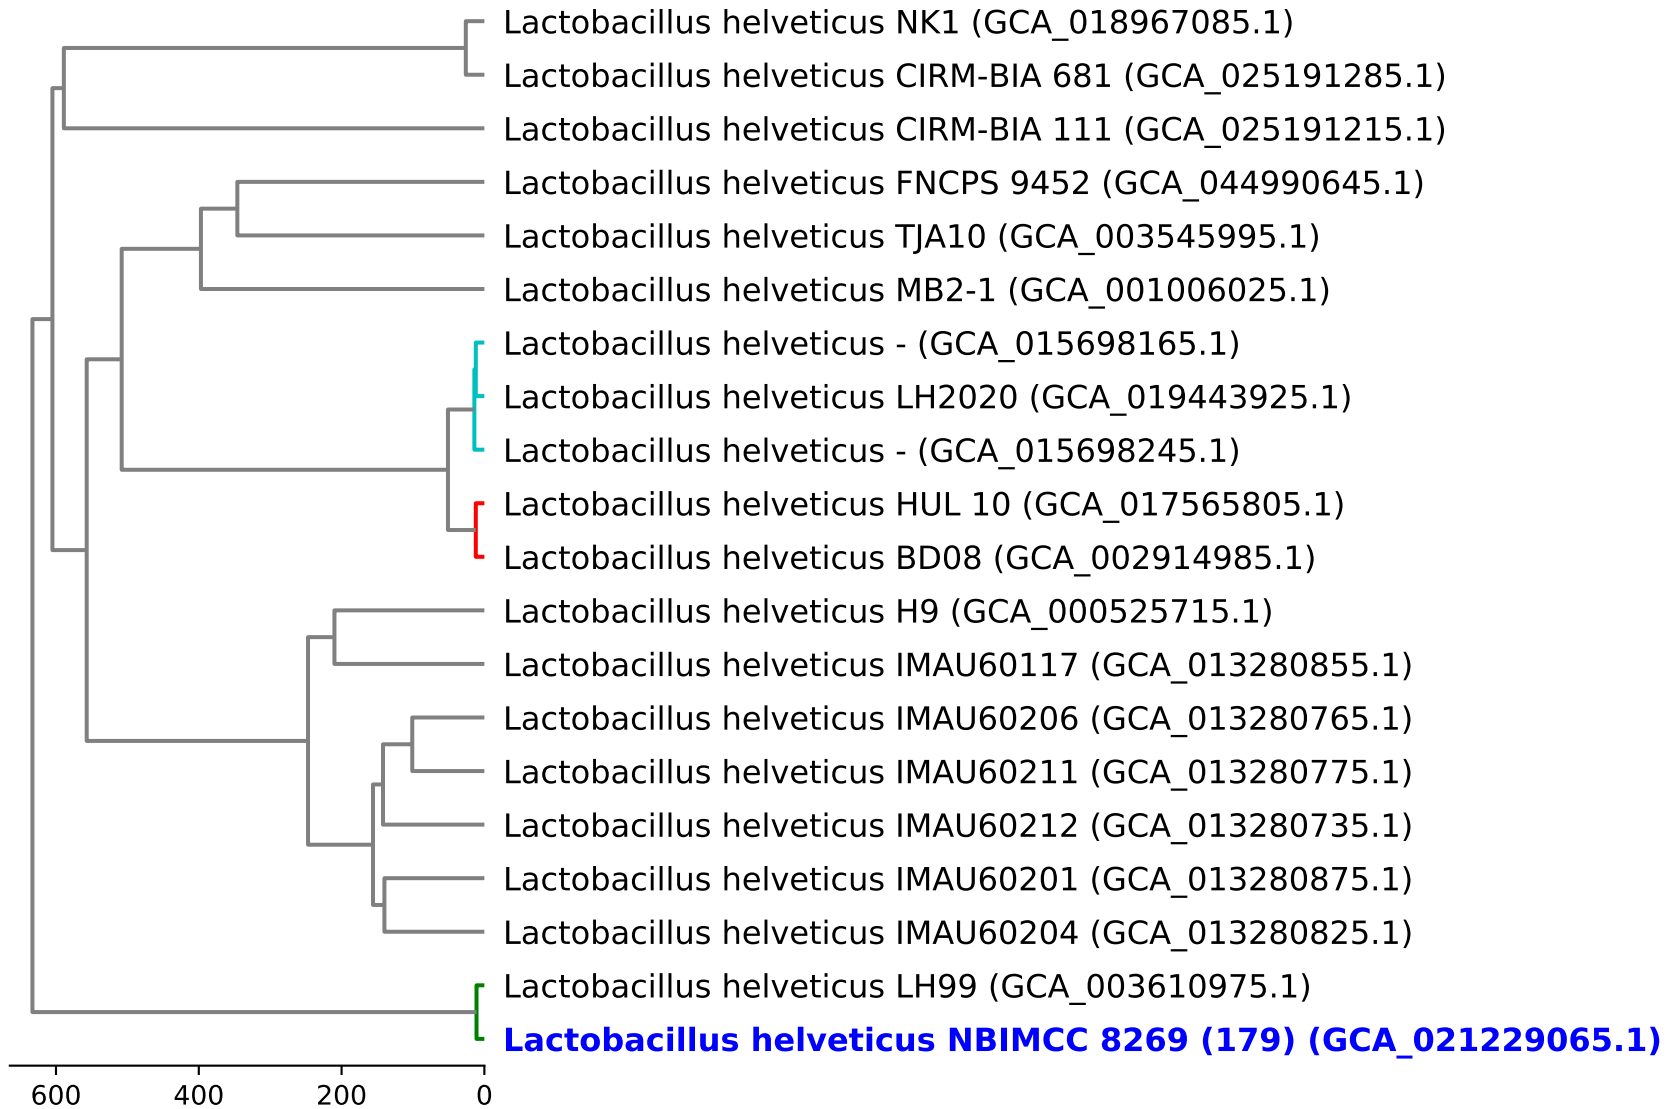 Lactobacillus helveticus NK1 (GCA_018967085.1)
Lactobacillus helveticus CIRM-BIA 681 (GCA_025191285.1)
Lactobacillus helveticus CIRM-BIA 111 (GCA_025191215.1)
Lactobacillus helveticus FNCPS 9452 (GCA_044990645.1)
Lactobacillus helveticus TJA10 (GCA_003545995.1)
Lactobacillus helveticus MB2-1 (GCA_001006025.1)
Lactobacillus helveticus - (GCA_015698165.1)
Lactobacillus helveticus LH2020 (GCA_019443925.1)
Lactobacillus helveticus - (GCA_015698245.1)
Lactobacillus helveticus HUL 10 (GCA_017565805.1)
Lactobacillus helveticus BD08 (GCA_002914985.1)
Lactobacillus helveticus H9 (GCA_000525715.1)
Lactobacillus helveticus IMAU60117 (GCA_013280855.1)
Lactobacillus helveticus IMAU60206 (GCA_013280765.1)
Lactobacillus helveticus IMAU60211 (GCA_013280775.1)
Lactobacillus helveticus IMAU60212 (GCA_013280735.1)
Lactobacillus helveticus IMAU60201 (GCA_013280875.1)
Lactobacillus helveticus IMAU60204 (GCA_013280825.1)
Lactobacillus helveticus LH99 (GCA_003610975.1)
Lactobacillus helveticus NBIMCC 8269 (179) (GCA_021229065.1)
600 400 200 0